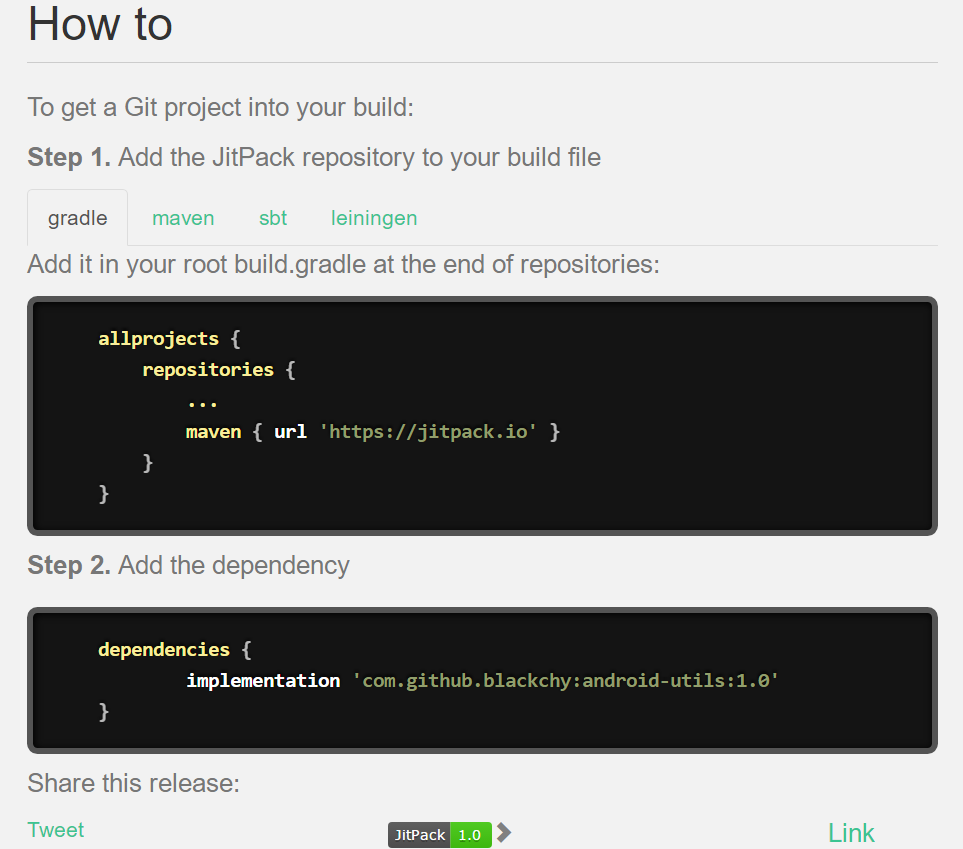 How to
To get a Git project into your build:
Step 1. Add the JitPack repository to your build file
gradle maven sbt leiningen
Add it in your root build.gradle at the end of repositories:
allprojects {
repositories {
...
maven { url 'https://jitpack.io' }
}
}
Step 2. Add the dependency
dependencies {
implementation 'com.github.blackchy:android-utils:1.0'
}
Share this release:
Tweet JitPack 1.0 Link